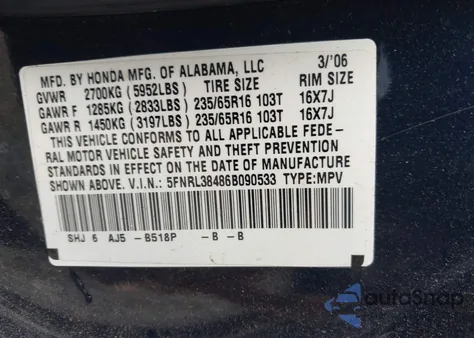 MFD. BY HONDA MFG. OF ALABAMA, LLC 3/'06
GVWR 2700KG (5952LBS) TIRE SIZE RIM SIZE
GAWR F 1285KG (2833LBS) 235/65R16 103T 16X7J
GAWR R 1450KG (3197LBS) 235/65R16 103T 16X7J
THIS VEHICLE CONFORMS TO ALL APPLICABLE FEDE-
RAL MOTOR VEHICLE SAFETY AND THEFT PREVENTION
STANDARDS IN EFFECT ON THE DATE OF MANUFACTURE
SHOWN ABOVE. V.I.N.: 5FNRL38486B090533 TYPE:MPV
SHJ 6 AJ5 -B518P -B -B
autoSnap